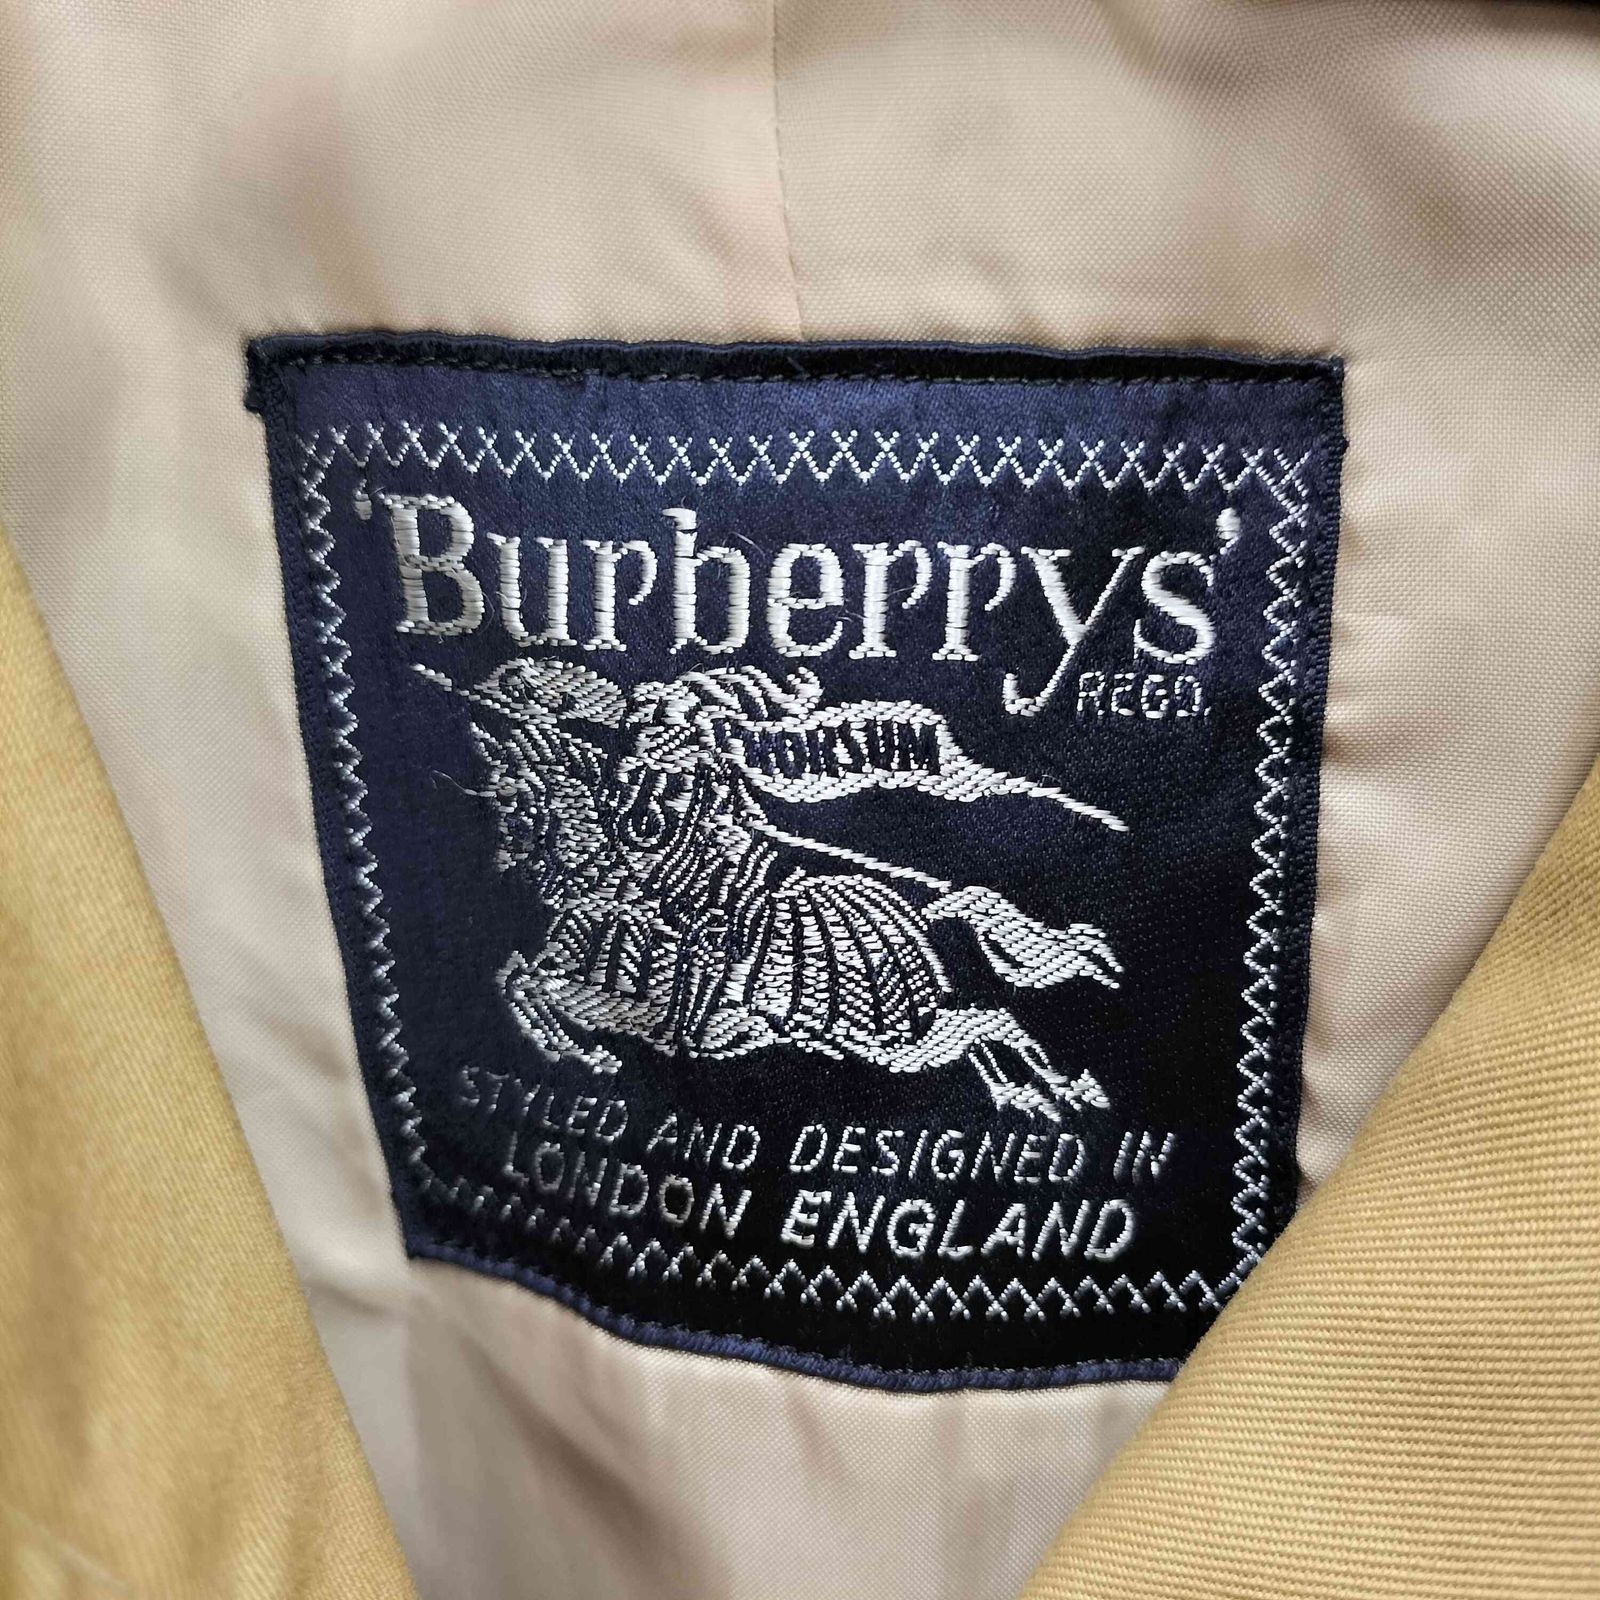 'Burberrys'
REGD.
PRORSUM
STYLED AND DESIGNED IN
LONDON ENGLAND